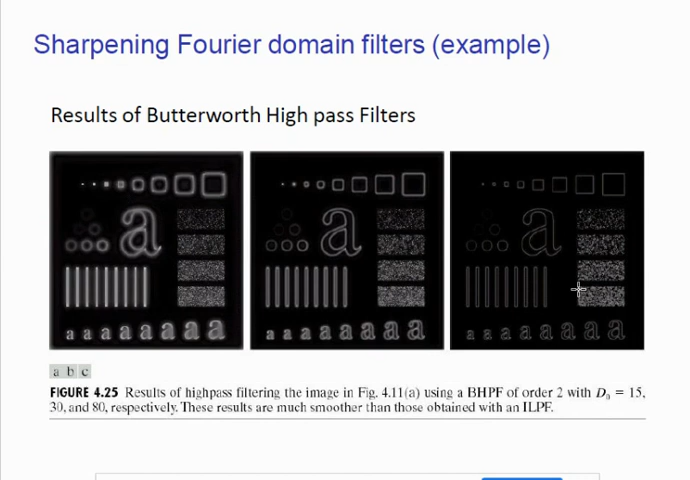 Sharpening Fourier domain filters (example)
Results of Butterworth High pass Filters
a
a a a a a a a a
a
a a a a a a a a
a
a a a a a a a a
a b c
FIGURE 4.25 Results of highpass filtering the image in Fig. 4.11(a) using a BHPF of order 2 with D₀ = 15,
30, and 80, respectively. These results are much smoother than those obtained with an ILPF.